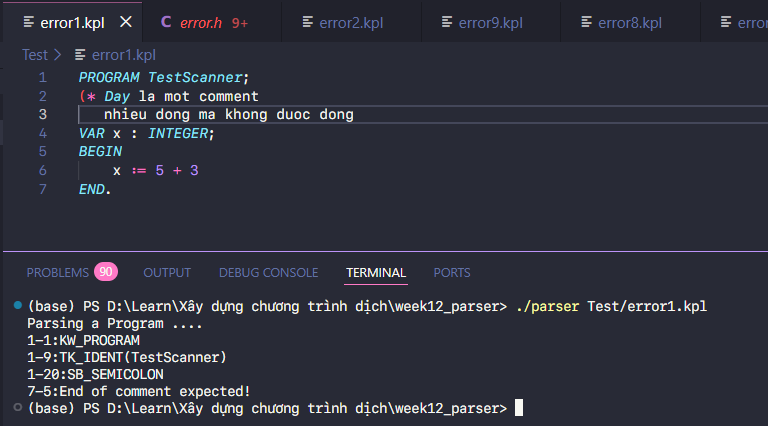 error1.kpl
C error.h 9+
error2.kpl
error9.kpl
error8.kpl
error
Test > error1.kpl
1 PROGRAM TestScanner;
2 (* Day la mot comment
3 nhieu dong ma khong duoc dong
4 VAR x : INTEGER;
5 BEGIN
6 x := 5 + 3
7 END.
PROBLEMS 90 OUTPUT DEBUG CONSOLE TERMINAL PORTS
(base) PS D:\Learn\Xây dựng chương trình dịch\week12_parser> ./parser Test/error1.kpl
Parsing a Program ....
1-1:KW_PROGRAM
1-9:TK_IDENT(TestScanner)
1-20:SB_SEMICOLON
7-5:End of comment expected!
(base) PS D:\Learn\Xây dựng chương trình dịch\week12_parser>